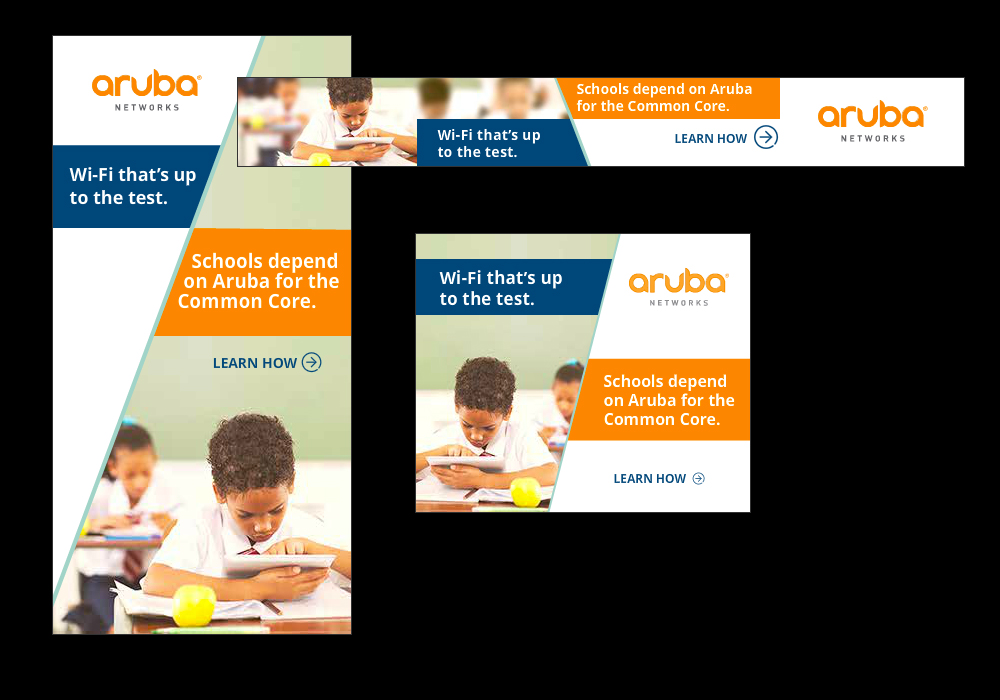 aruba®
NETWORKS
Wi-Fi that's up
to the test.
Schools depend
on Aruba for the
Common Core.
LEARN HOW
Wi-Fi that's up
to the test.
Schools depend on Aruba
for the Common Core.
LEARN HOW
aruba®
NETWORKS
Wi-Fi that's up
to the test.
aruba®
NETWORKS
Schools depend
on Aruba for the
Common Core.
LEARN HOW